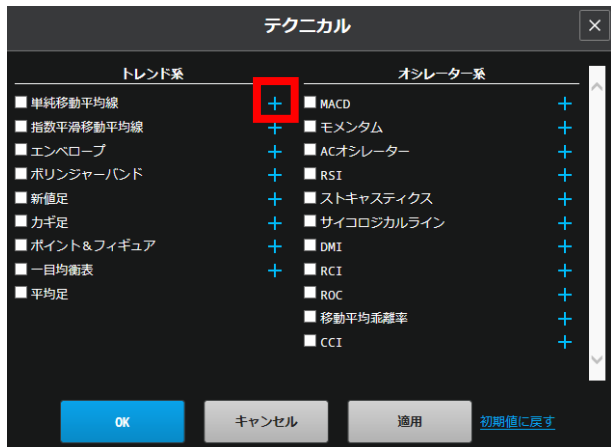 テクニカル
トレンド系
単純移動平均線
指数平滑移動平均線
エンベロープ
ボリンジャーバンド
新値足
カギ足
ポイント&フィギュア
一目均衡表
平均足
オシレーター系
MACD
モメンタム
ACオシレーター
RSI
ストキャスティクス
サイコロジカルライン
DMI
RCI
ROC
移動平均乖離率
CCI
OK
キャンセル
適用
初期値に戻す